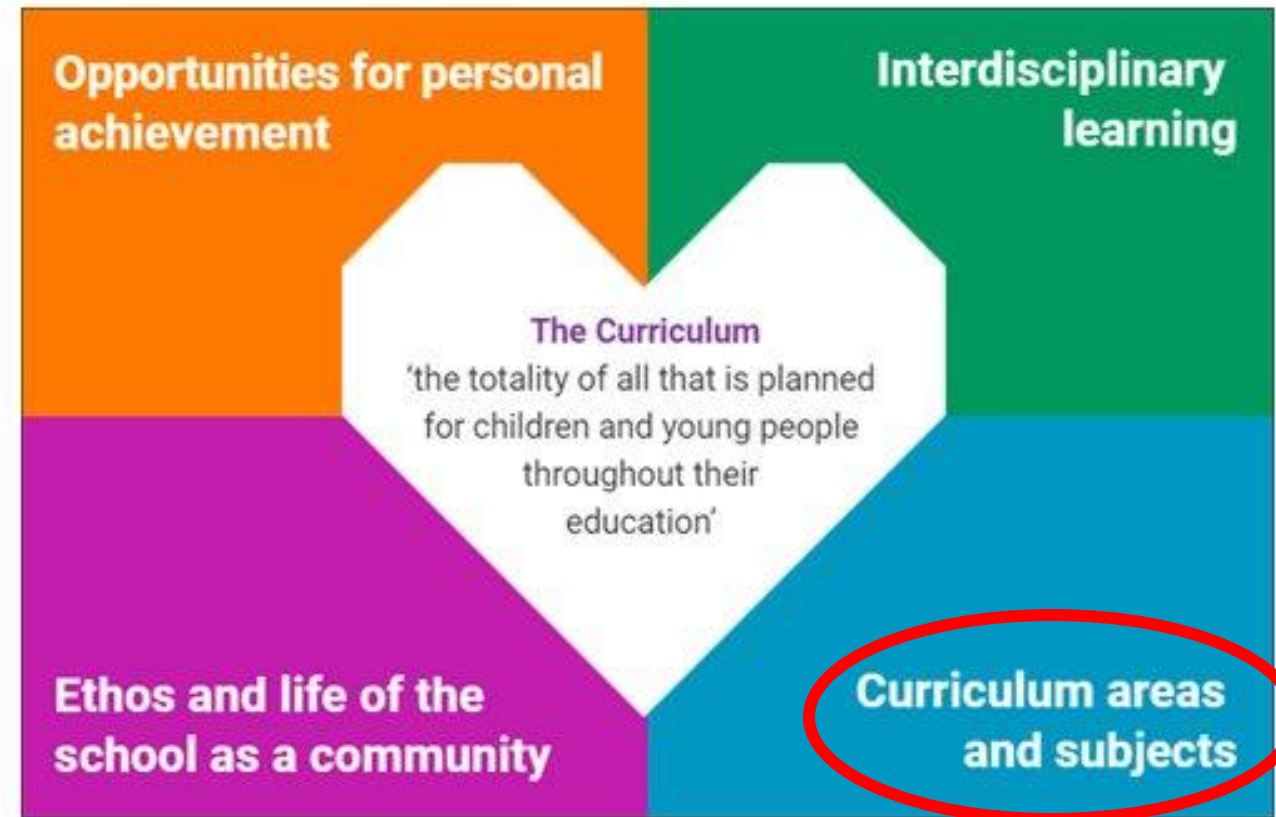 Opportunities for personal
achievement
Interdisciplinary
learning
The Curriculum
‘the totality of all that is planned
for children and young people
throughout their
education’
Ethos and life of the
school as a community
Curriculum areas
and subjects